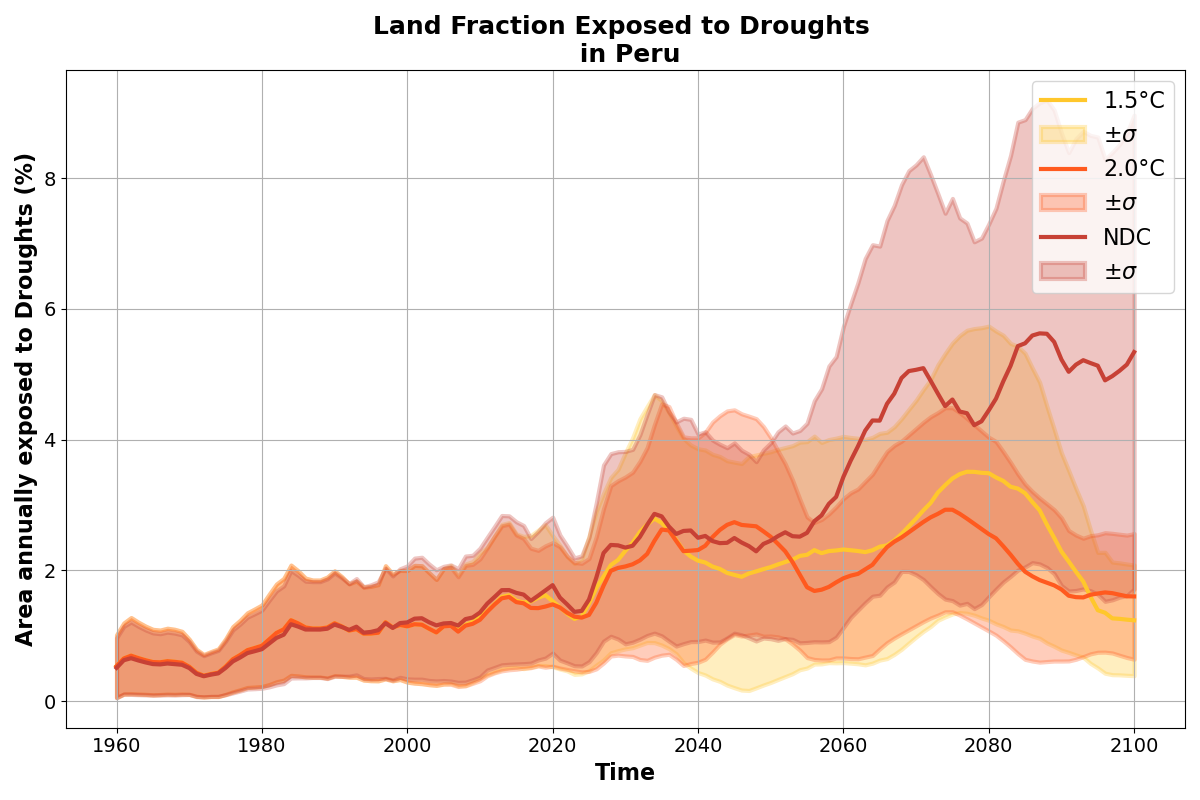 Land Fraction Exposed to Droughts
in Peru
Area annually exposed to Droughts (%)
8
6
4
2
0
1960 1980 2000 2020 2040 2060 2080 2100
Time
1.5°C
±σ
2.0°C
±σ
NDC
±σ